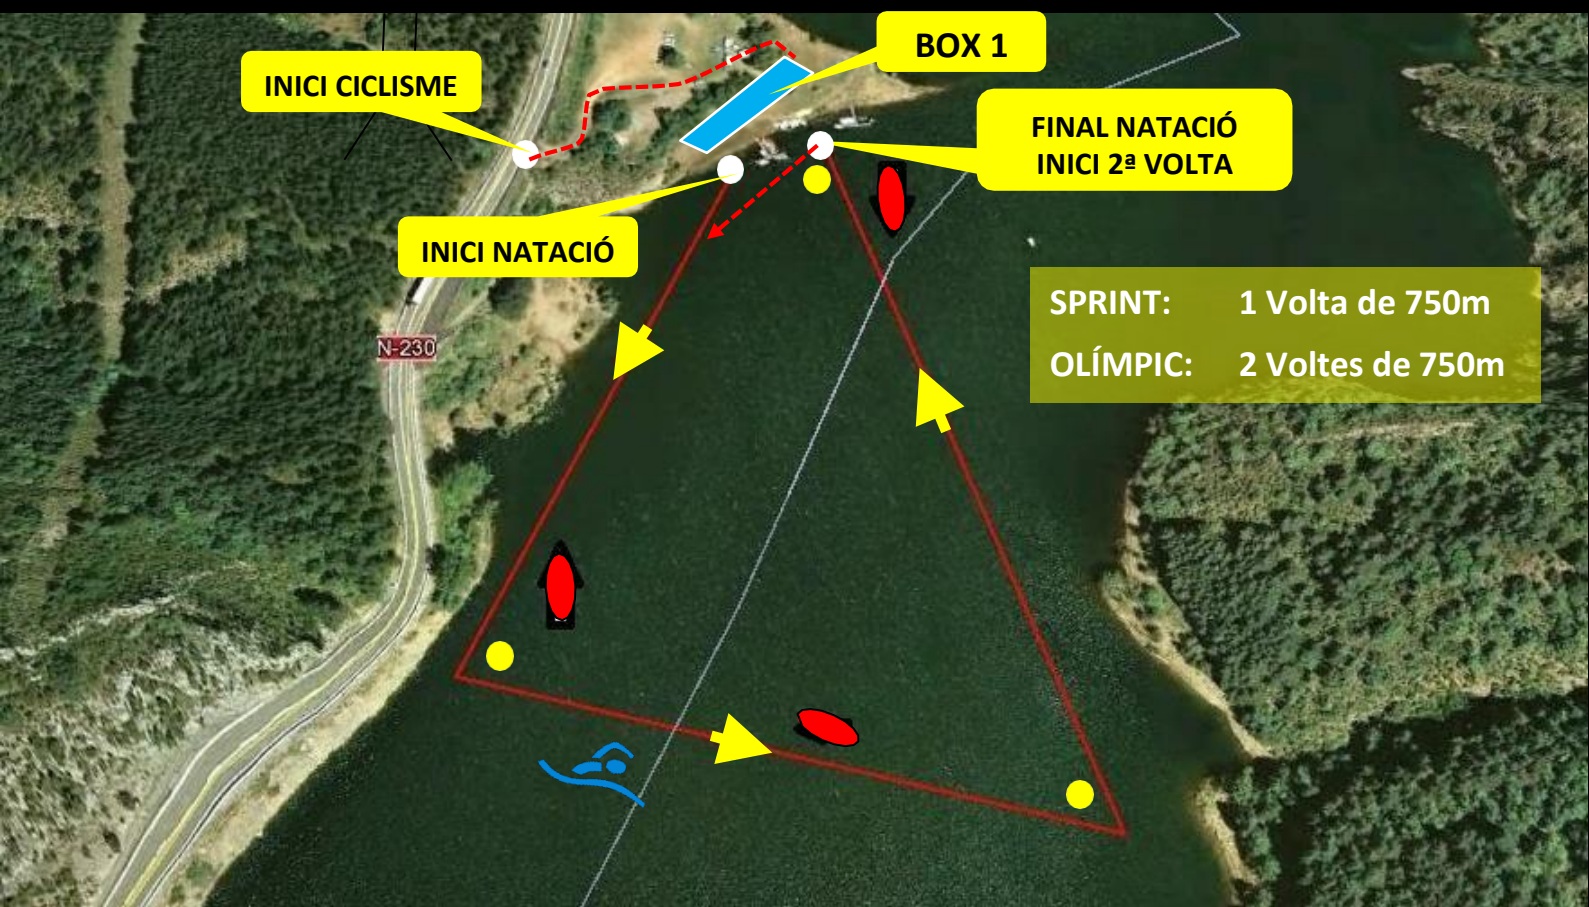 BOX 1
INICI CICLISME
FINAL NATACIÓ
INICI 2ª VOLTA
INICI NATACIÓ
SPRINT: 1 Volta de 750m
OLÍMPIC: 2 Voltes de 750m
N-230